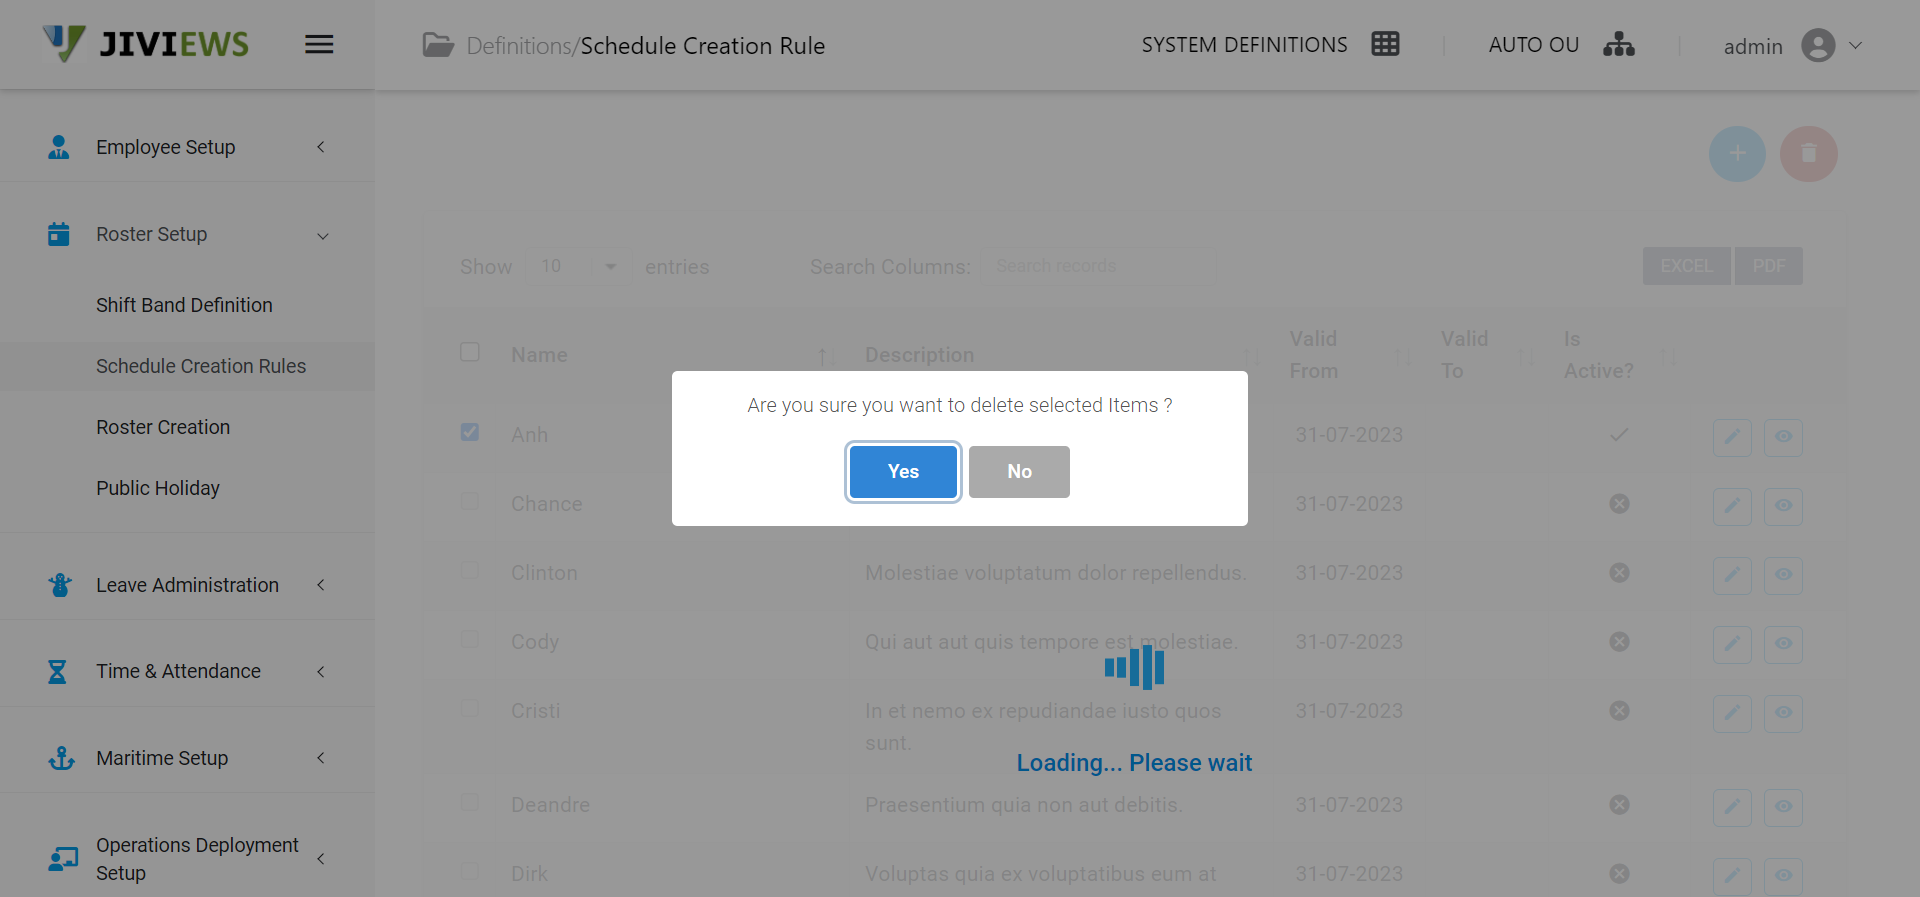 JIVIEWS
Definitions/Schedule Creation Rule
SYSTEM DEFINITIONS
AUTO OU
admin
Employee Setup
Roster Setup
Shift Band Definition
Schedule Creation Rules
Roster Creation
Public Holiday
Leave Administration
Time & Attendance
Maritime Setup
Operations Deployment
Setup
Show 10 entries
Search Columns: Search records
EXCEL PDF
Name Description Valid From Valid To Is Active?
Are you sure you want to delete selected Items ?
Yes No
Anh 31-07-2023
Chance 31-07-2023
Clinton Molestiae voluptatum dolor repellendus. 31-07-2023
Cody Qui aut aut quis tempore est molestiae. 31-07-2023
Cristi In et nemo ex repudiandae iusto quos 31-07-2023
sunt.
Loading... Please wait
Deandre Praesentium quia non aut debitis. 31-07-2023
Dirk Voluptas quia ex voluptatibus eum at 31-07-2023